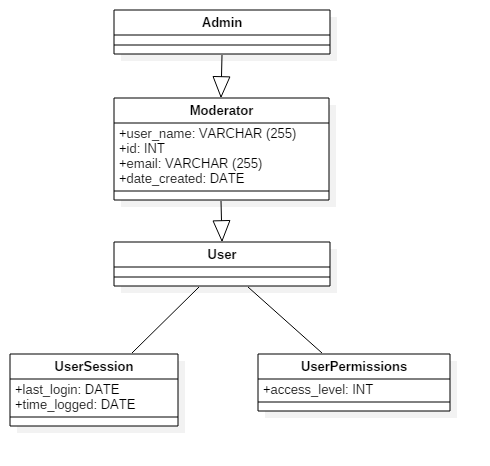 Admin
Moderator
+user_name: VARCHAR (255)
+id: INT
+email: VARCHAR (255)
+date_created: DATE
User
UserSession
+last_login: DATE
+time_logged: DATE
UserPermissions
+access_level: INT